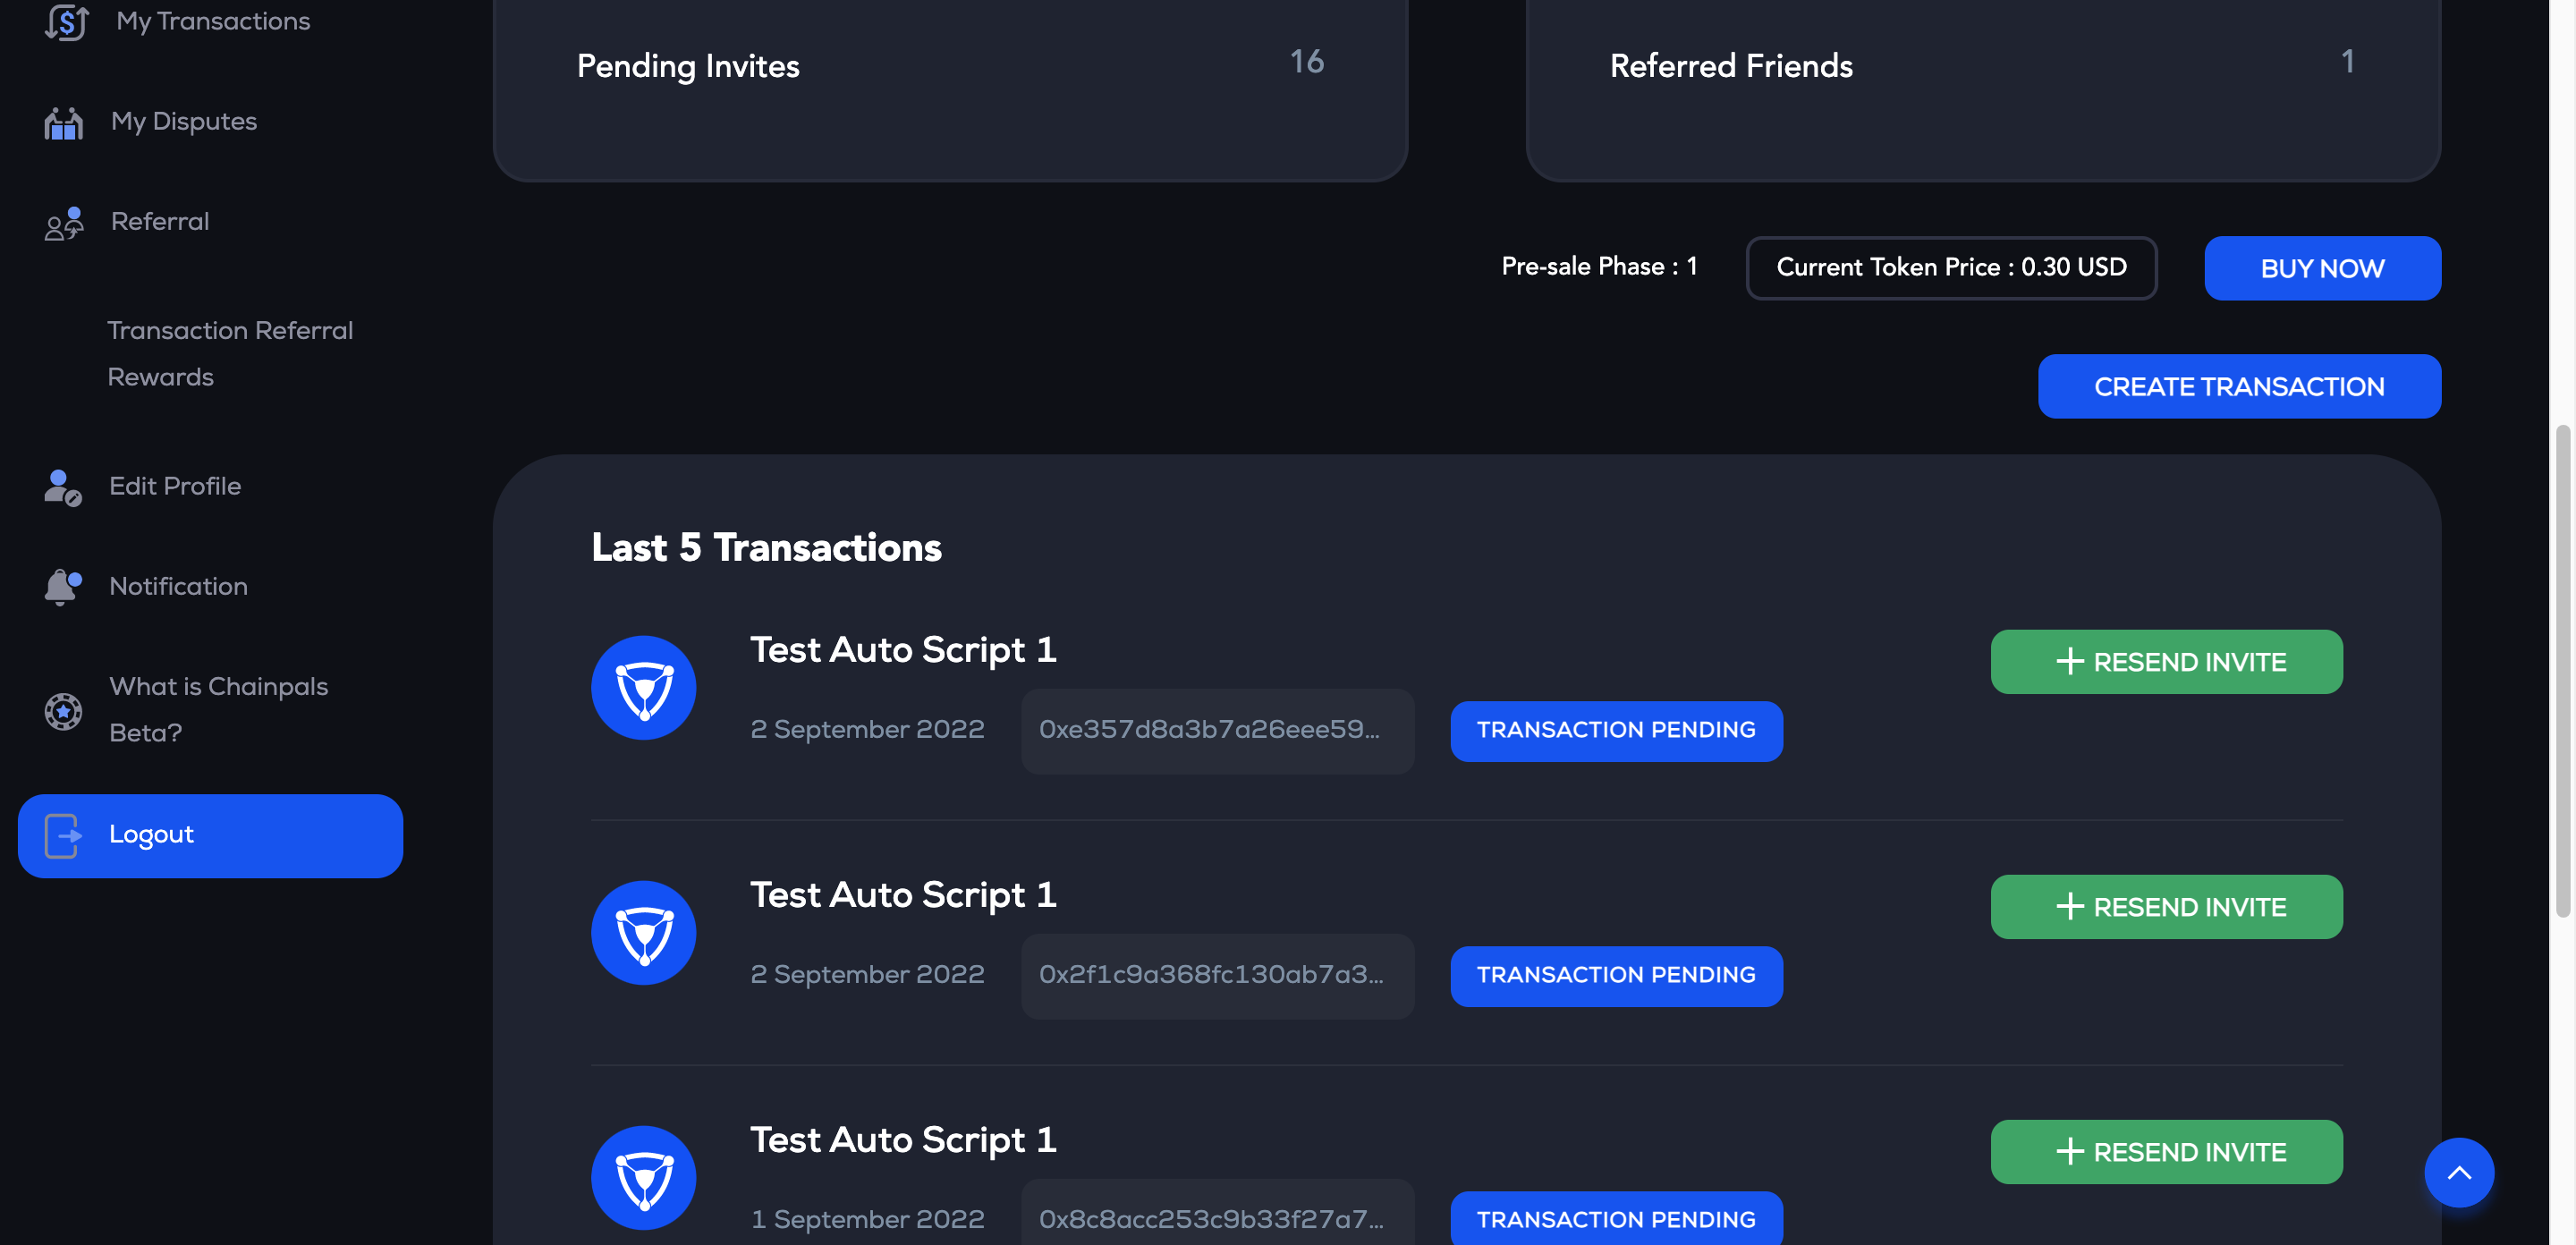 My Transactions
My Disputes
Referral
Transaction Referral
Rewards
Edit Profile
Notification
What is Chainpals
Beta?
Logout
Pending Invites
16
Referred Friends
1
Pre-sale Phase : 1
Current Token Price : 0.30 USD
BUY NOW
CREATE TRANSACTION
Last 5 Transactions
Test Auto Script 1
2 September 2022
0xe357d8a3b7a26eee59...
TRANSACTION PENDING
RESEND INVITE
Test Auto Script 1
2 September 2022
0x2f1c9a368fc130ab7a3...
TRANSACTION PENDING
RESEND INVITE
Test Auto Script 1
1 September 2022
0x8c8acc253c9b33f27a7...
TRANSACTION PENDING
RESEND INVITE